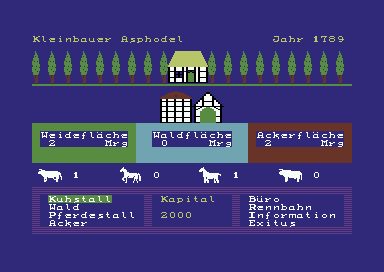 Kleinbauer Asphodel Jahr 1789
Weidefläche Waldfläche Ackerfläche
2 Mrg 0 Mrg 2 Mrg
1 0 1 0
Kuhstall Kapital Büro
Wald Rennbahn
Pferdestall 2000 Information
Acker Exitus